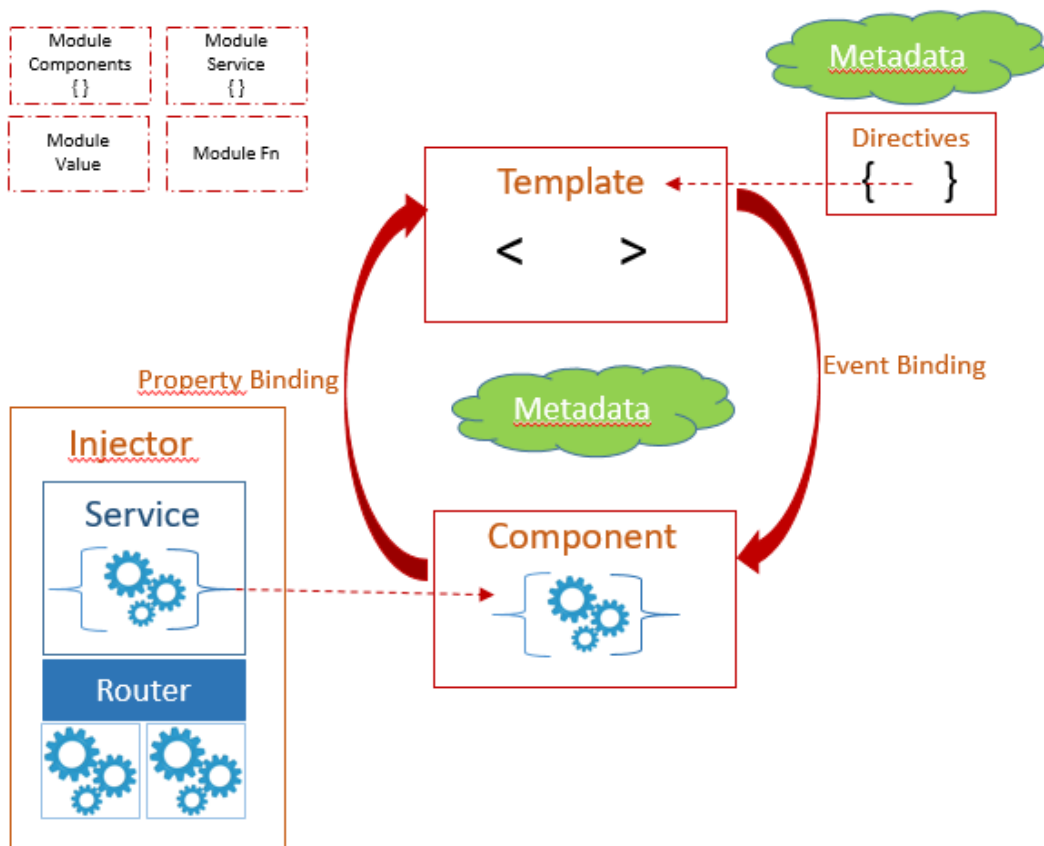 Module
Components
{ }
Module
Service
{ }
Module
Value
Module Fn
Metadata
Directives
{ }
Template
< >
Property Binding
Event Binding
Metadata
Injector
Service
Component
Router